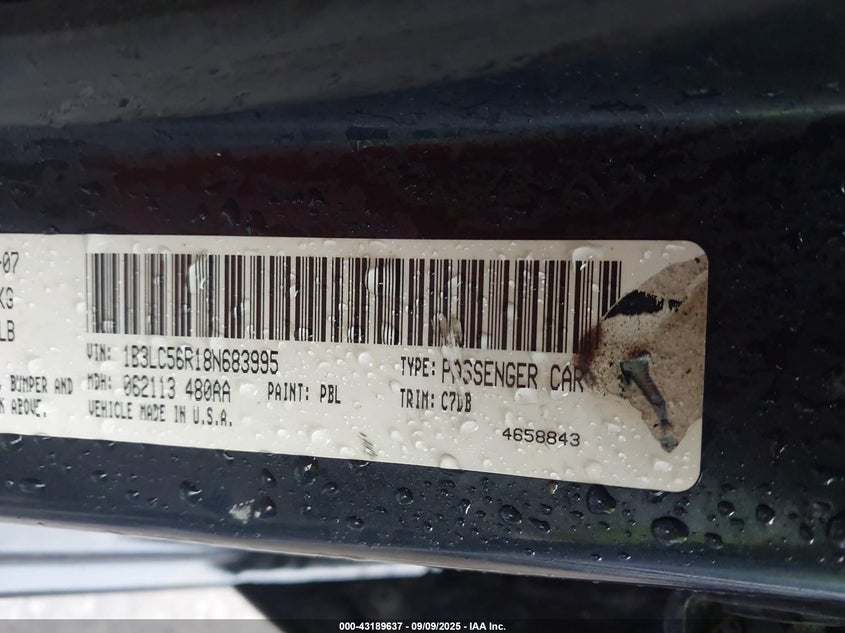 -07
KG
LB
VIN: 1B3LC56R18N683995
TYPE: PASSENGER CAR
, BUMPER AND
MDH: 062113 480AA
PAINT: PBL
TRIM: C7DB
K ABOVE.
VEHICLE MADE IN U.S.A.
4658843
000-43189637 - 09/09/2025 - IAA Inc.